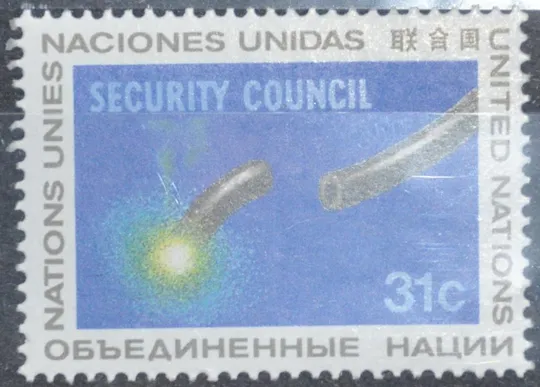 NACIONES UNIDAS 联合国
UNITED NATIONS
NATIONS UNIES
SECURITY COUNCIL
31c
ОБЪЕДИНЕННЫЕ НАЦИИ